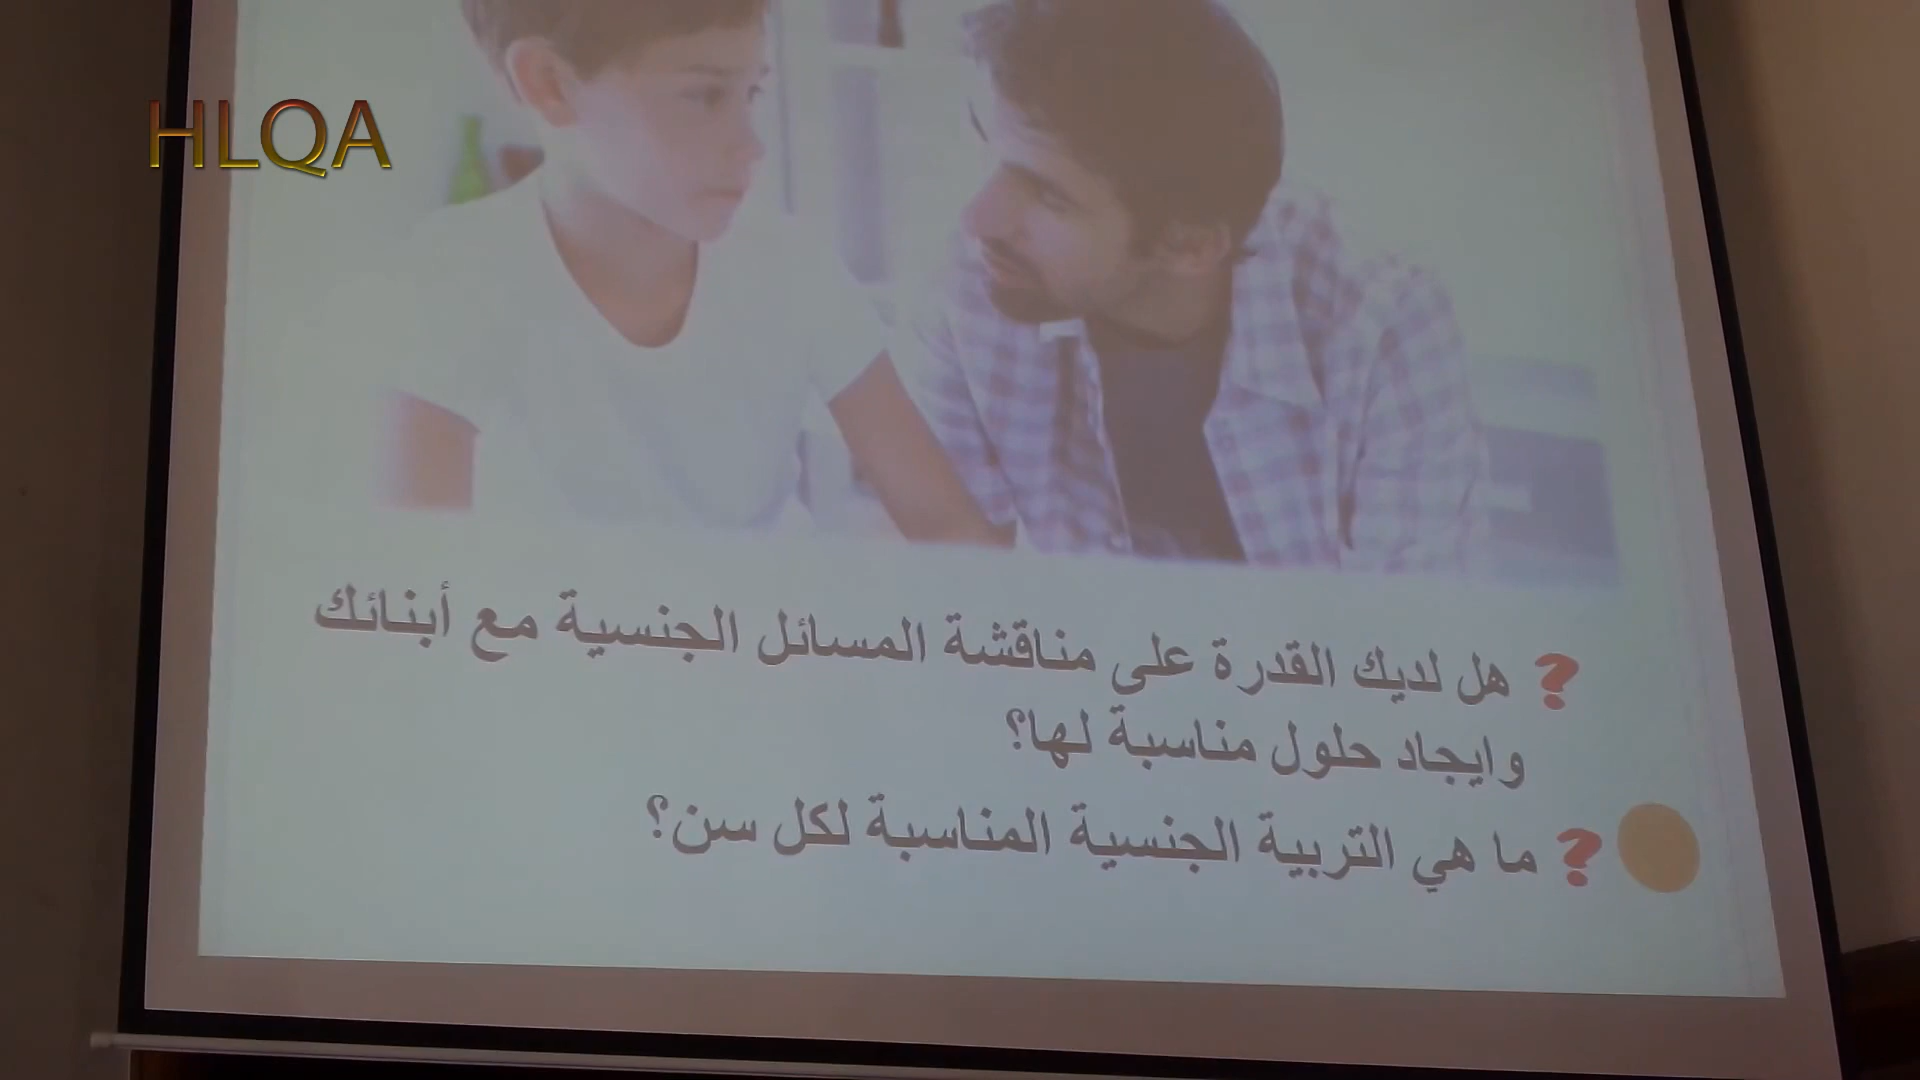 HLQA
هل لديك القدرة على مناقشة المسائل الجنسية مع أبنائك
وايجاد حلول مناسبة لها؟
ما هي التربية الجنسية المناسبة لكل سن؟